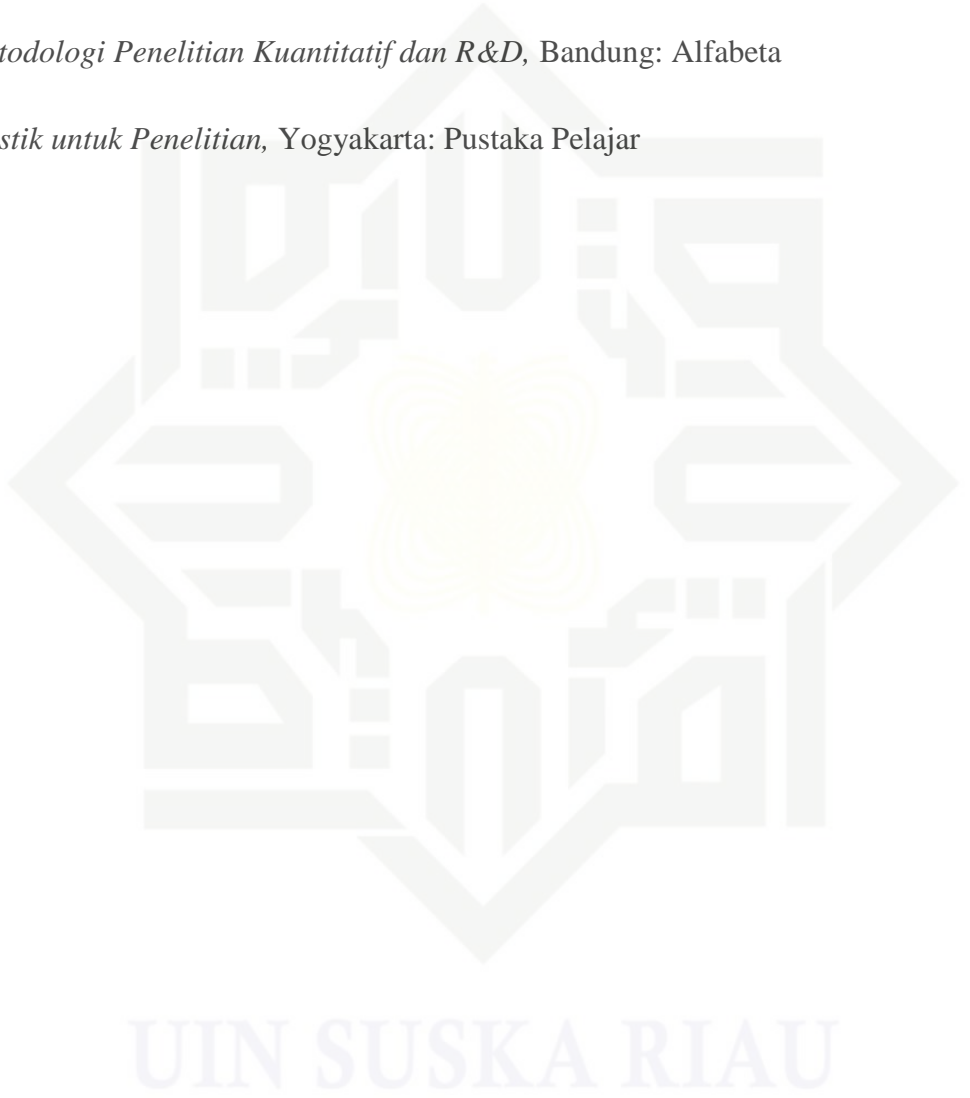 todologi Penelitian Kuantitatif dan R&D, Bandung: Alfabeta
stik untuk Penelitian, Yogyakarta: Pustaka Pelajar
UIN SUSKA RIAU